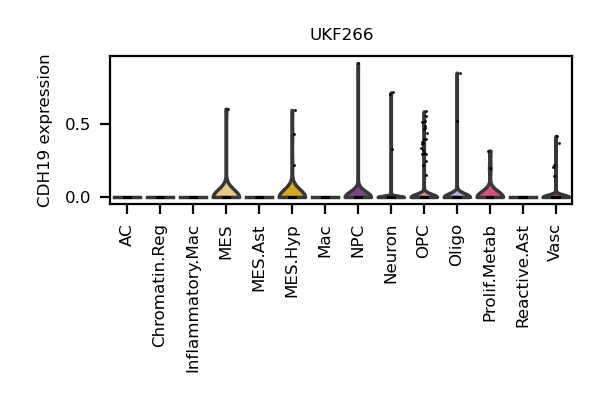 UKF266
CDH19 expression
0.5
0.0
AC
Chromatin.Reg
Inflammatory.Mac
MES
MES.Ast
MES.Hyp
Mac
NPC
Neuron
OPC
Oligo
Prolif.Metab
Reactive.Ast
Vasc